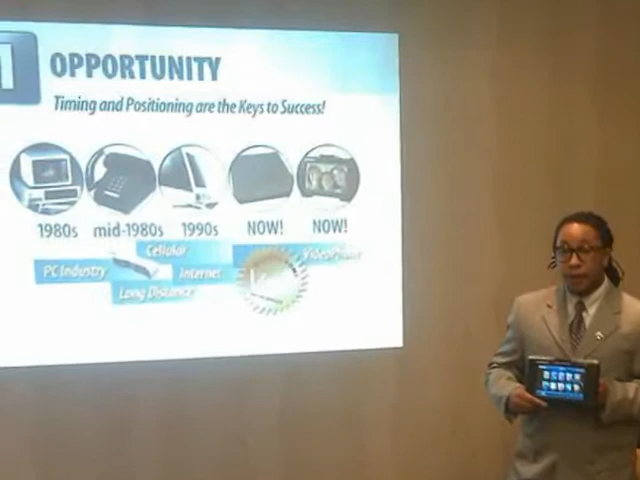 OPPORTUNITY
Timing and Positioning are the Keys to Success!
1980s mid-1980s 1990s NOW! NOW!
Cellular
PC Industry Internet
Long Distance